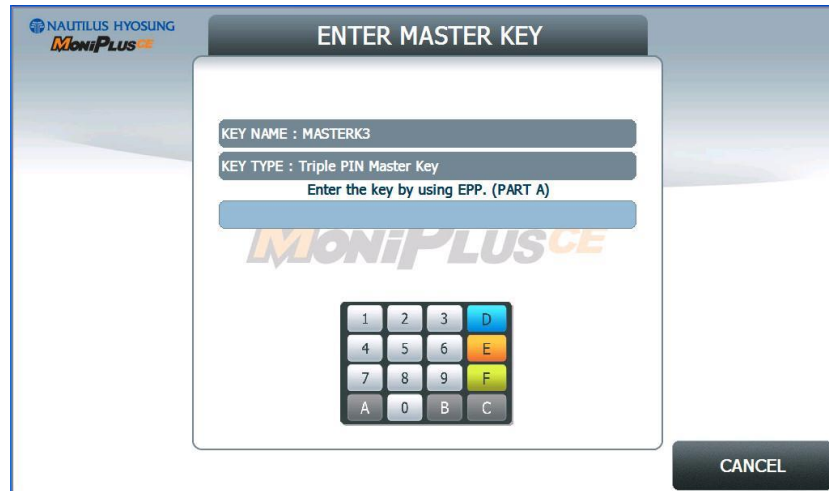 NAUTILUS HYOSUNG
MoniPlusCE
ENTER MASTER KEY
KEY NAME : MASTERK3
KEY TYPE : Triple PIN Master Key
Enter the key by using EPP. (PART A)
MoniPlusCE
1 2 3 D
4 5 6 E
7 8 9 F
A 0 B C
CANCEL